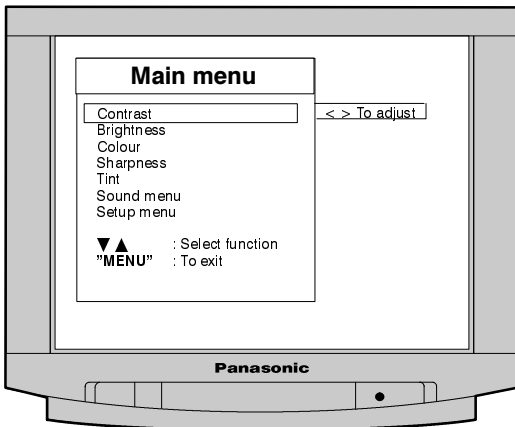 Main menu
Contrast
< > To adjust
Brightness
Colour
Sharpness
Tint
Sound menu
Setup menu
▼ ▲ : Select function
”MENU” : To exit
Panasonic